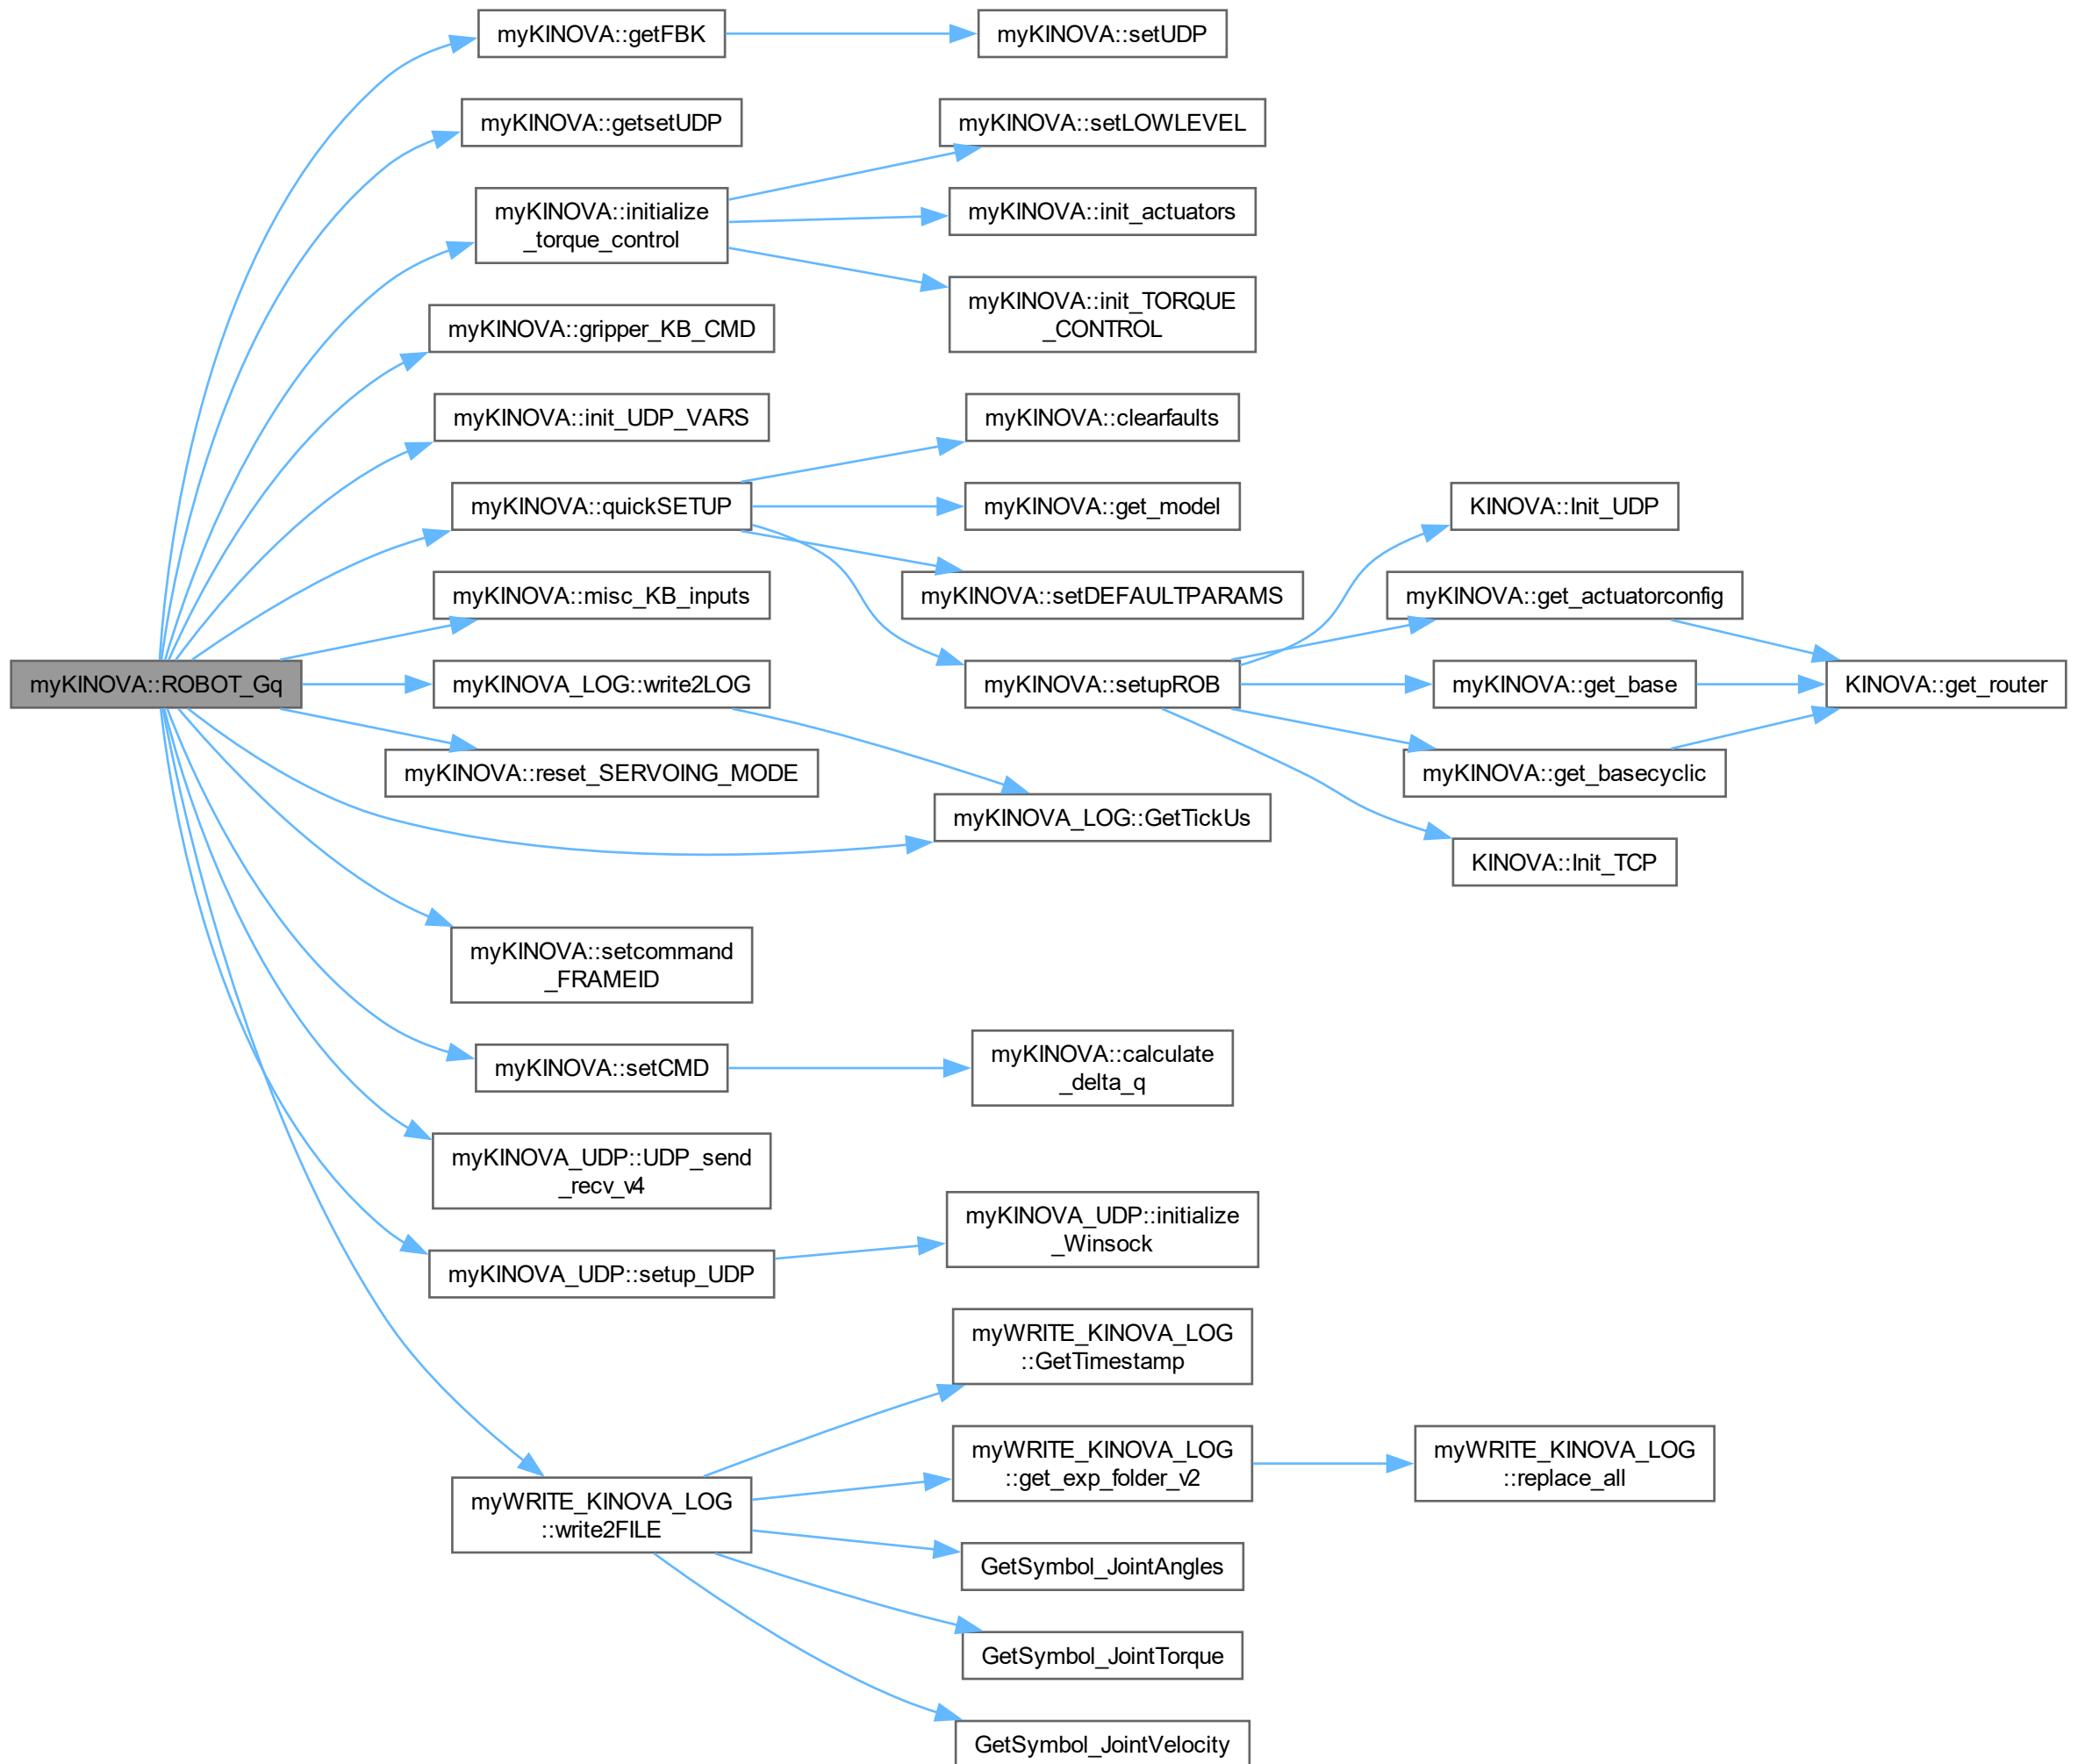 myKINOVA::getFBK
myKINOVA::setUDP
myKINOVA::getsetUDP
myKINOVA::setLOWLEVEL
myKINOVA::initialize
_torque_control
myKINOVA::init_actuators
myKINOVA::init_TORQUE
_CONTROL
myKINOVA::gripper_KB_CMD
myKINOVA::init_UDP_VARS
myKINOVA::clearfaults
myKINOVA::quickSETUP
myKINOVA::get_model
KINOVA::Init_UDP
myKINOVA::misc_KB_inputs
myKINOVA::setDEFAULTPARAMS
myKINOVA::get_actuatorconfig
myKINOVA::ROBOT_Gq
myKINOVA_LOG::write2LOG
myKINOVA::setupROB
myKINOVA::get_base
KINOVA::get_router
myKINOVA::reset_SERVOING_MODE
myKINOVA::get_basecyclic
myKINOVA_LOG::GetTickUs
KINOVA::Init_TCP
myKINOVA::setcommand
_FRAMEID
myKINOVA::setCMD
myKINOVA::calculate
_delta_q
myKINOVA_UDP::UDP_send
_recv_v4
myKINOVA_UDP::setup_UDP
myKINOVA_UDP::initialize
_Winsock
myWRITE_KINOVA_LOG
::GetTimestamp
myWRITE_KINOVA_LOG
::get_exp_folder_v2
myWRITE_KINOVA_LOG
::replace_all
myWRITE_KINOVA_LOG
::write2FILE
GetSymbol_JointAngles
GetSymbol_JointTorque
GetSymbol_JointVelocity